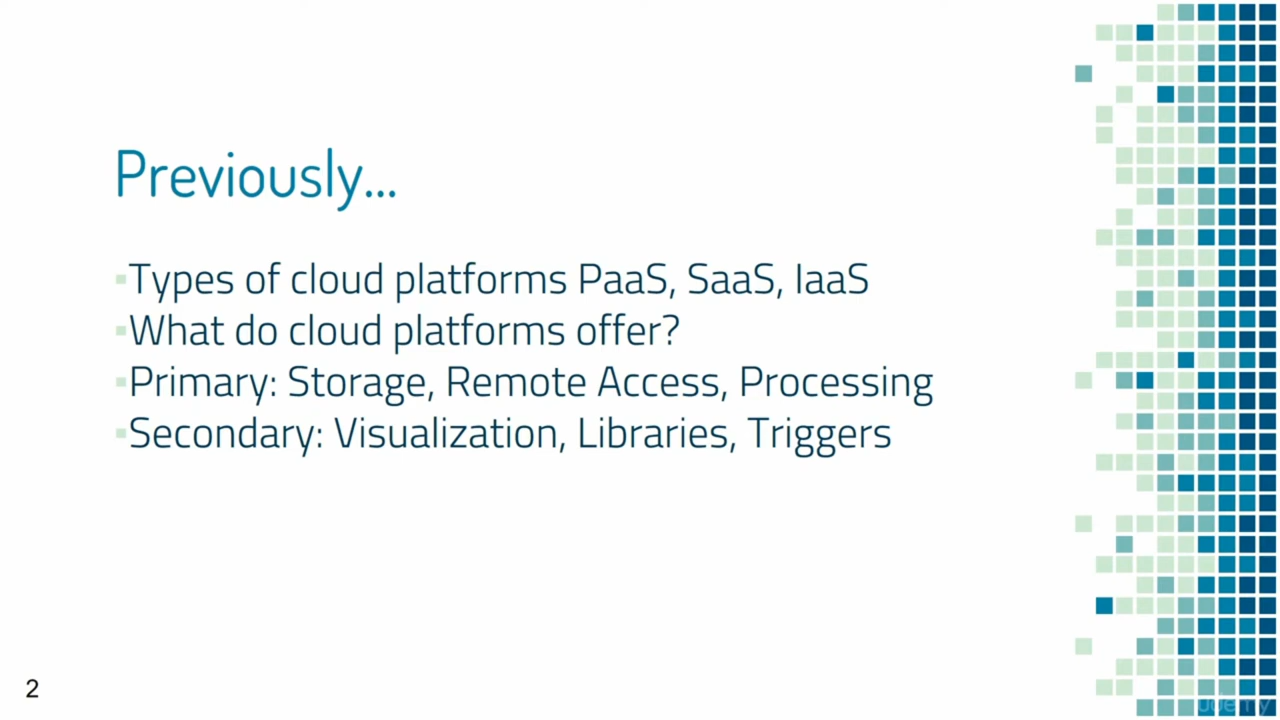 Previously...
▪Types of cloud platforms PaaS, SaaS, IaaS
▪What do cloud platforms offer?
▪Primary: Storage, Remote Access, Processing
▪Secondary: Visualization, Libraries, Triggers
2
udemy